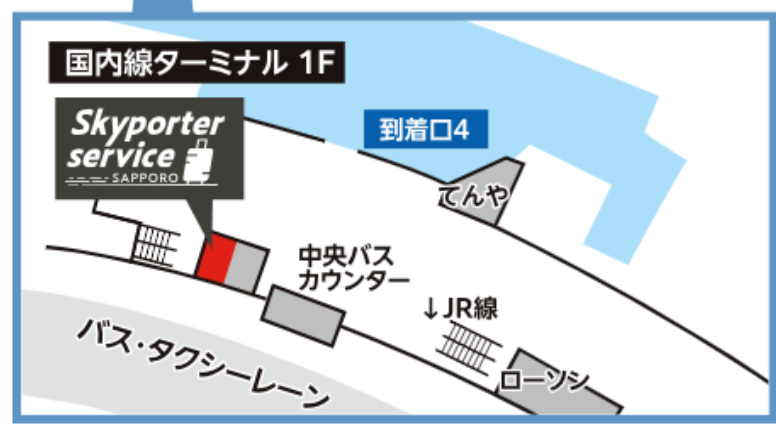 国内線ターミナル 1F
Skyporter
service
SAPPORO
到着口4
てんや
中央バス
カウンター
↓JR線
ローソシ
バス・タクシーレーン